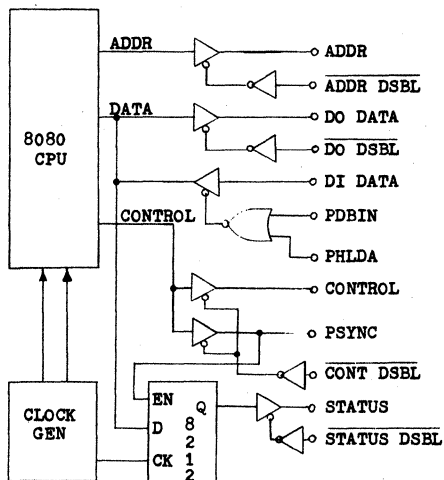 ADDR
ADDR
ADDR DSBL
DATA
DO DATA
8080
CPU
DO DSBL
DI DATA
CONTROL
PDBIN
PHLDA
CONTROL
PSYNC
CONT DSBL
CLOCK
GEN
EN
Q
STATUS
D
8
2
1
2
CK
STATUS DSBL